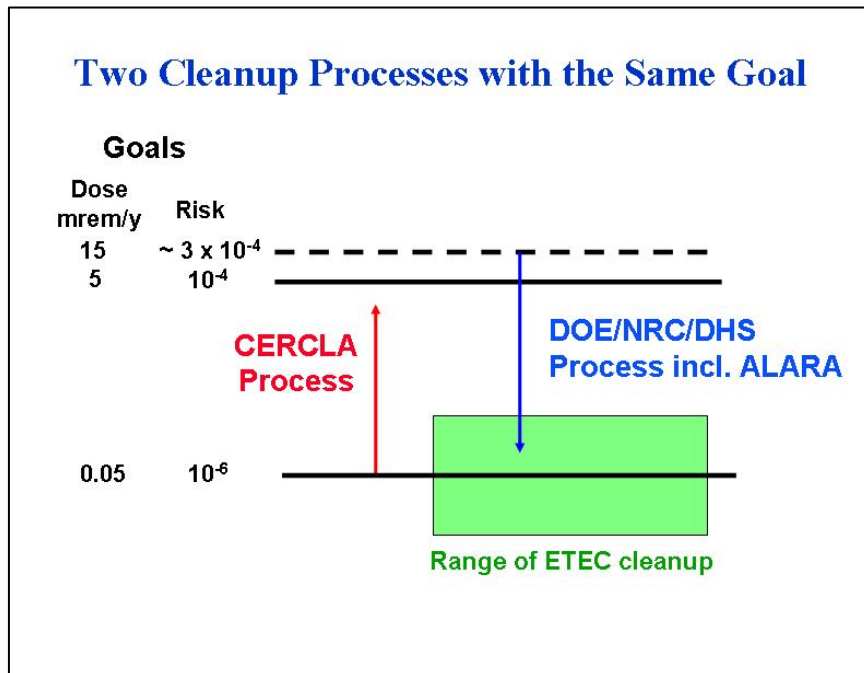 Two Cleanup Processes with the Same Goal
Goals
Dose
mrem/y
Risk
15 ~ 3 x 10⁻⁴
5 10⁻⁴
CERCLA
Process
DOE/NRC/DHS
Process incl. ALARA
0.05 10⁻⁶
Range of ETEC cleanup